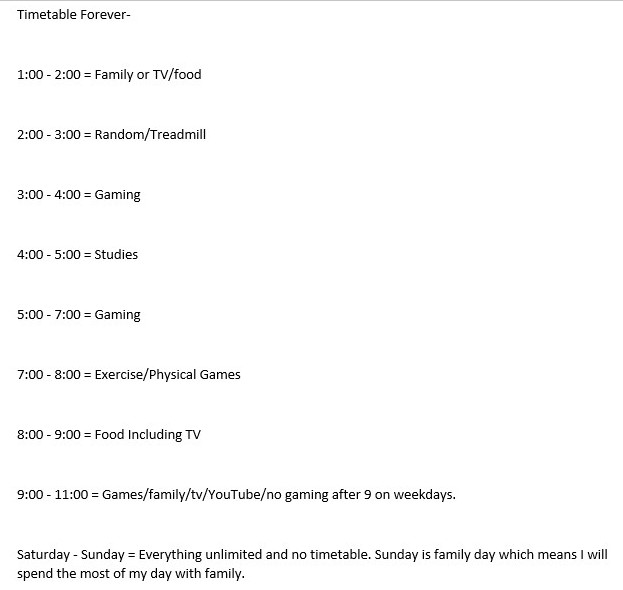 Timetable Forever-
1:00 - 2:00 = Family or TV/food
2:00 - 3:00 = Random/Treadmill
3:00 - 4:00 = Gaming
4:00 - 5:00 = Studies
5:00 - 7:00 = Gaming
7:00 - 8:00 = Exercise/Physical Games
8:00 - 9:00 = Food Including TV
9:00 - 11:00 = Games/family/tv/YouTube/no gaming after 9 on weekdays.
Saturday - Sunday = Everything unlimited and no timetable. Sunday is family day which means I will
spend the most of my day with family.